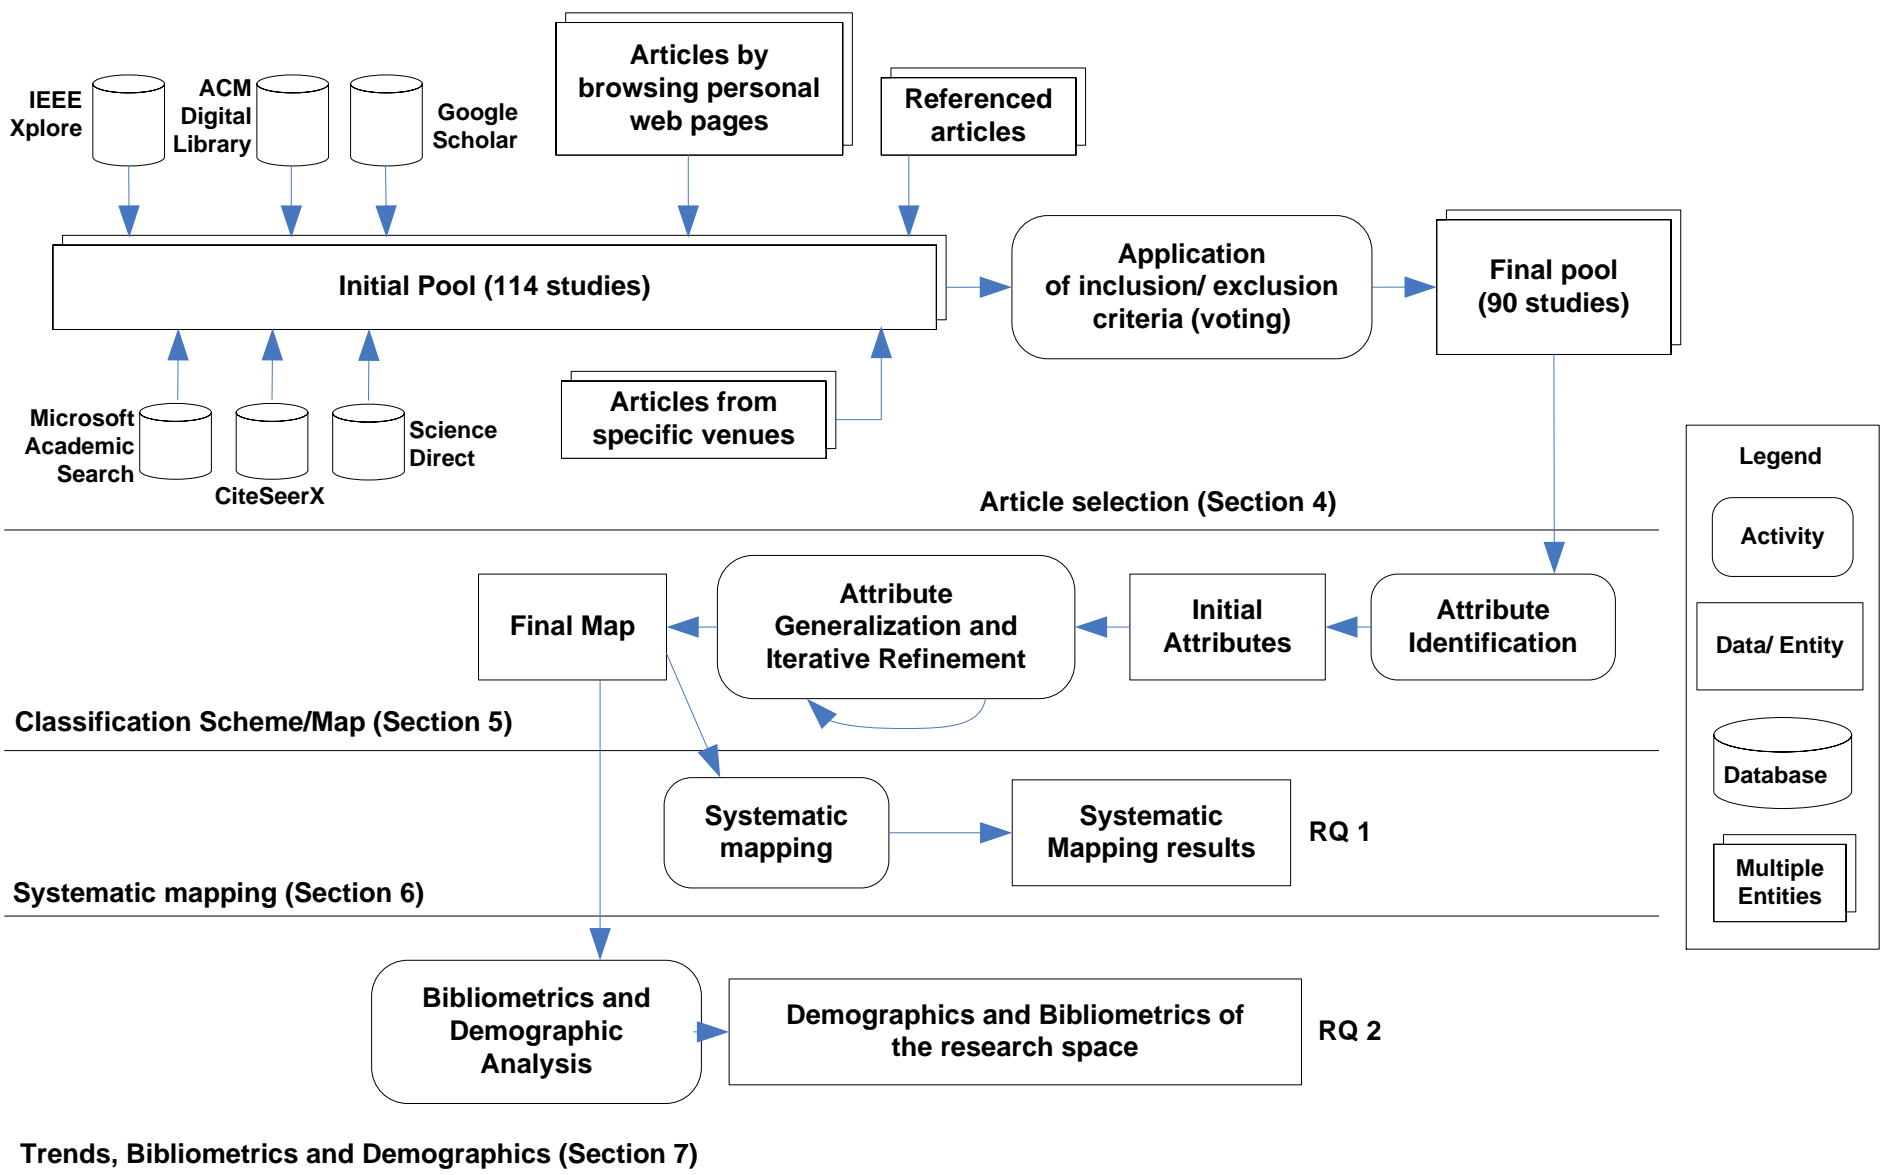 IEEE
Xplore
ACM
Digital
Library
Google
Scholar
Articles by
browsing personal
web pages
Referenced
articles
Initial Pool (114 studies)
Application
of inclusion/ exclusion
criteria (voting)
Final pool
(90 studies)
Microsoft
Academic
Search
CiteSeerX
Science
Direct
Articles from
specific venues
Article selection (Section 4)
Legend
Activity
Data/ Entity
Database
Multiple
Entities
Final Map
Attribute
Generalization and
Iterative Refinement
Initial
Attributes
Attribute
Identification
Classification Scheme/Map (Section 5)
Systematic
mapping
Systematic
Mapping results
RQ 1
Systematic mapping (Section 6)
Bibliometrics and
Demographic
Analysis
Demographics and Bibliometrics of
the research space
RQ 2
Trends, Bibliometrics and Demographics (Section 7)